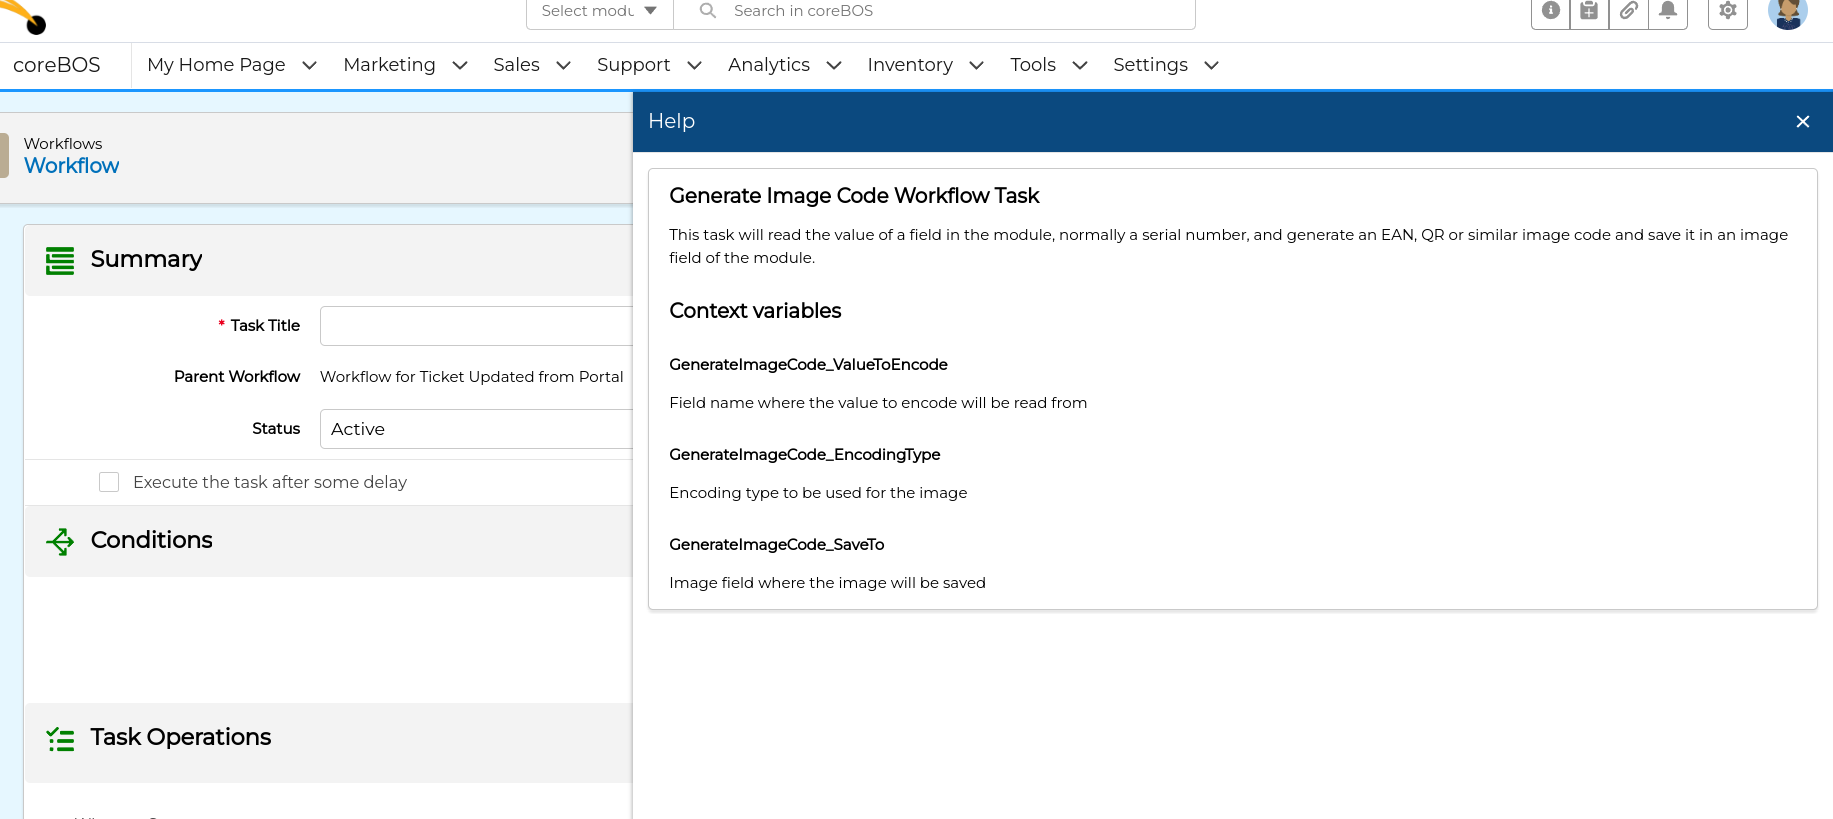 Select modu
Search in coreBOS
coreBOS
My Home Page
Marketing
Sales
Support
Analytics
Inventory
Tools
Settings
Workflows
Workflow
Summary
* Task Title
Parent Workflow
Workflow for Ticket Updated from Portal
Status
Active
Execute the task after some delay
Conditions
Task Operations
Help
Generate Image Code Workflow Task
This task will read the value of a field in the module, normally a serial number, and generate an EAN, QR or similar image code and save it in an image
field of the module.
Context variables
GenerateImageCode_ValueToEncode
Field name where the value to encode will be read from
GenerateImageCode_EncodingType
Encoding type to be used for the image
GenerateImageCode_SaveTo
Image field where the image will be saved